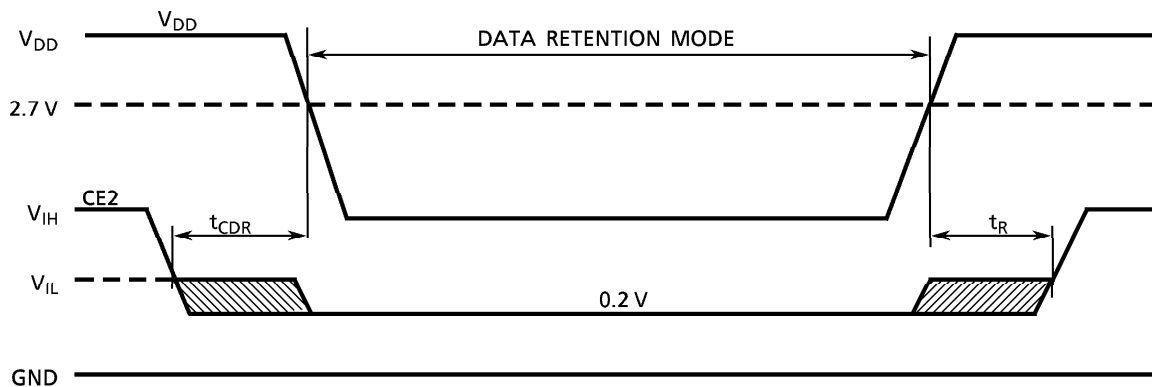 V_DD
V_DD
DATA RETENTION MODE
2.7 V
CE2
V_IH
t_CDR
t_R
V_IL
0.2 V
GND